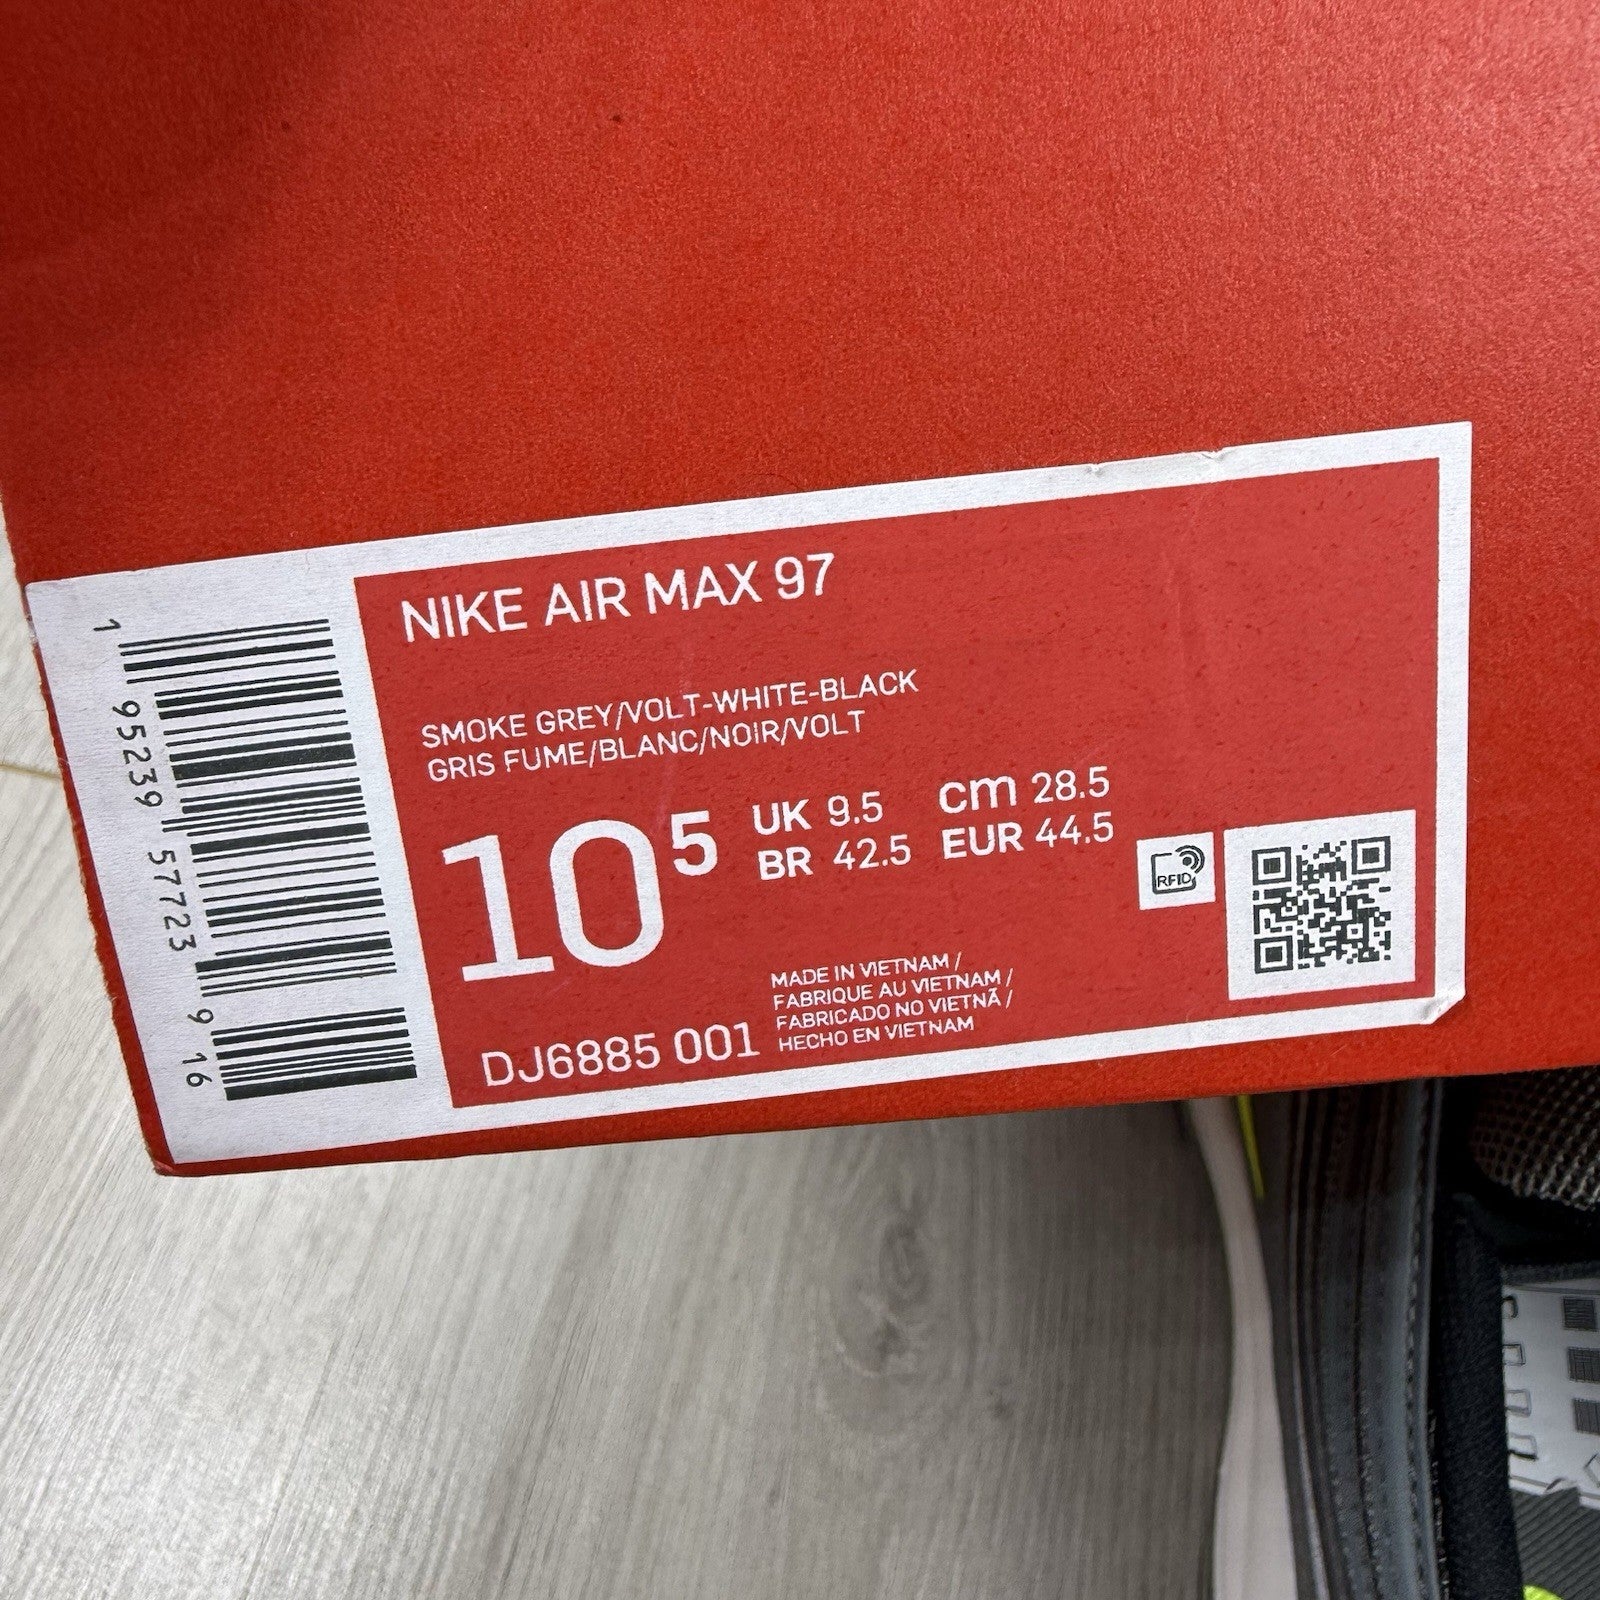 NIKE AIR MAX 97
SMOKE GREY/VOLT-WHITE-BLACK
GRIS FUME/BLANC/NOIR/VOLT
10 5
UK 9.5 cm 28.5
BR 42.5 EUR 44.5
RFID
MADE IN VIETNAM /
FABRIQUE AU VIETNAM /
FABRICADO NO VIETNÃ /
HECHO EN VIETNAM
DJ6885 001
1 95239 57723 9 16